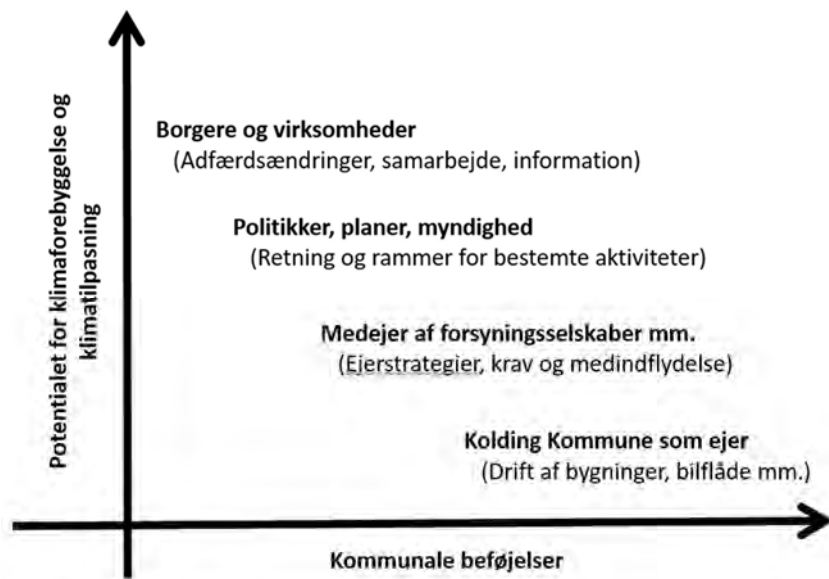 Potentialet for klimaforebyggelse og
klimatilpasning
Borgere og virksomheder
(Adfærdsændringer, samarbejde, information)
Politikker, planer, myndighed
(Retning og rammer for bestemte aktiviteter)
Medejer af forsyningsselskaber mm.
(Ejerstrategier, krav og medindflydelse)
Kolding Kommune som ejer
(Drift af bygninger, bilflåde mm.)
Kommunale beføjelser